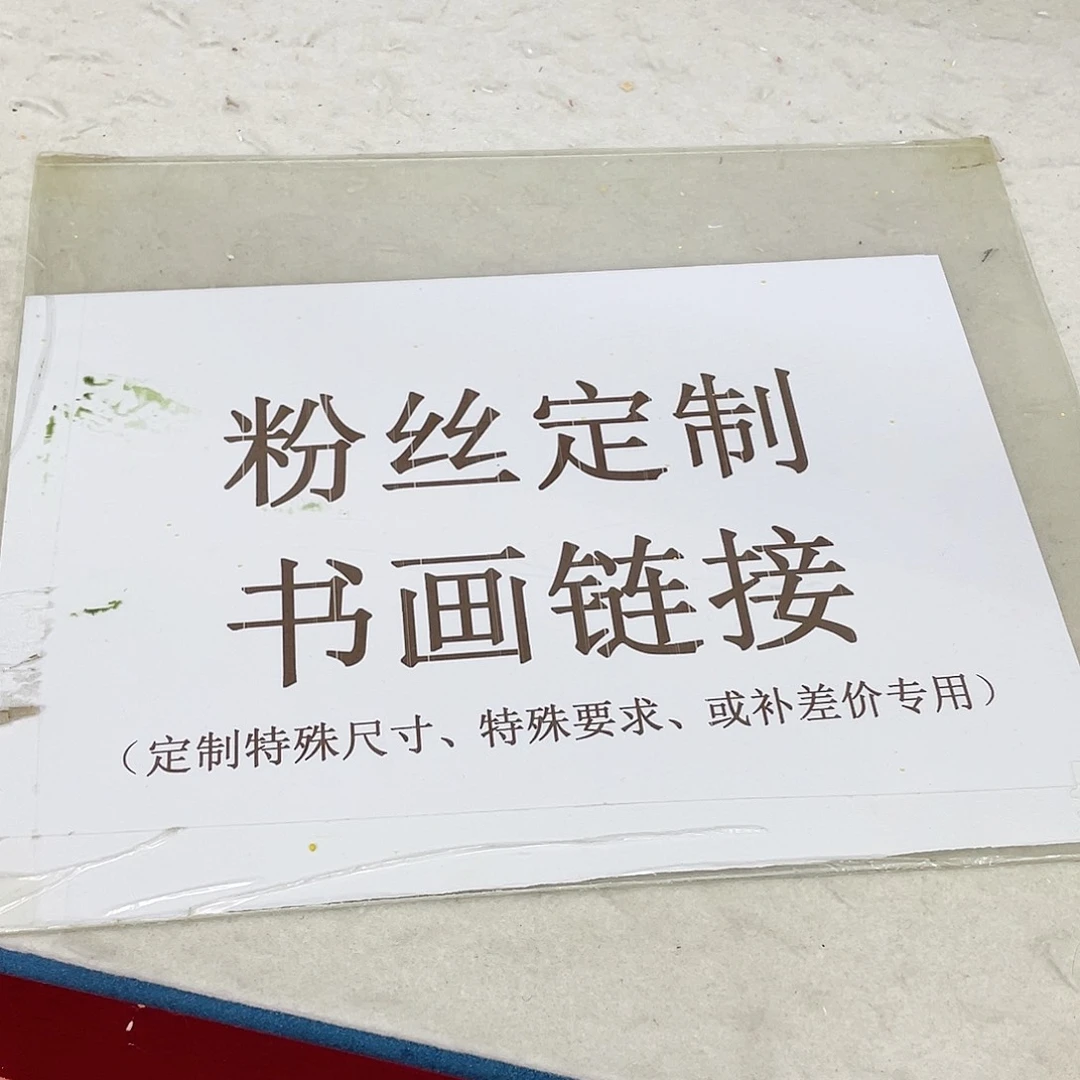 粉丝定制
书画链接
（定制特殊尺寸、特殊要求、或补差价专用）